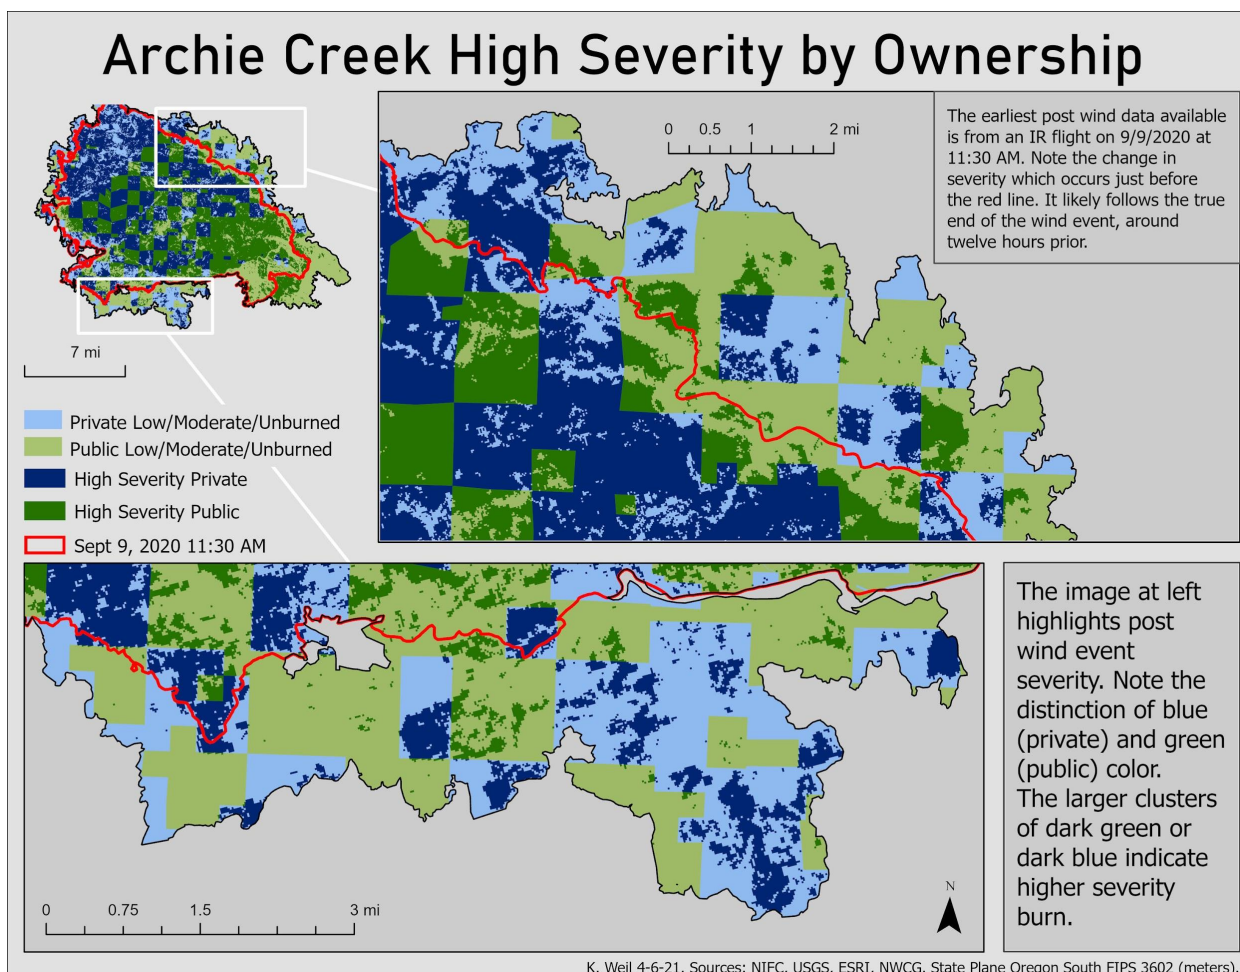 Archie Creek High Severity by Ownership
0 0.5 1 2 mi
The earliest post wind data available
is from an IR flight on 9/9/2020 at
11:30 AM. Note the change in
severity which occurs just before
the red line. It likely follows the true
end of the wind event, around
twelve hours prior.
7 mi
Private Low/Moderate/Unburned
Public Low/Moderate/Unburned
High Severity Private
High Severity Public
Sept 9, 2020 11:30 AM
The image at left
highlights post
wind event
severity. Note the
distinction of blue
(private) and green
(public) color.
The larger clusters
of dark green or
dark blue indicate
higher severity
burn.
N
0 0.75 1.5 3 mi
K. Weil 4-6-21. Sources: NIFC, USGS, ESRI, NWCG. State Plane Oregon South FIPS 3602 (meters).